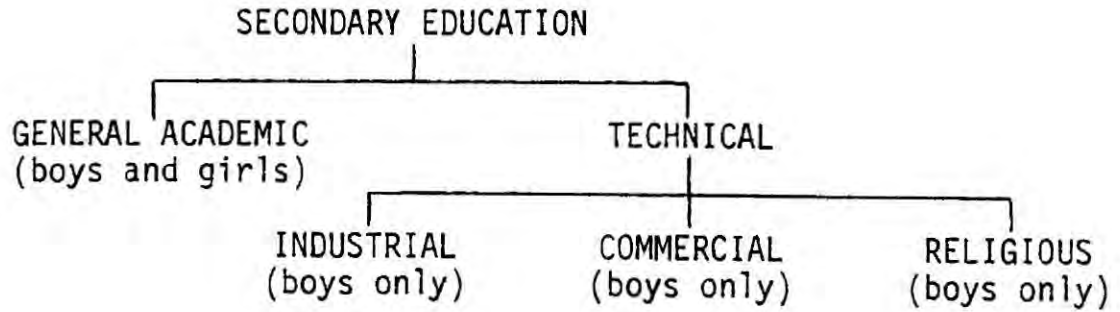 SECONDARY EDUCATION
GENERAL ACADEMIC
(boys and girls)
TECHNICAL
INDUSTRIAL
(boys only)
COMMERCIAL
(boys only)
RELIGIOUS
(boys only)